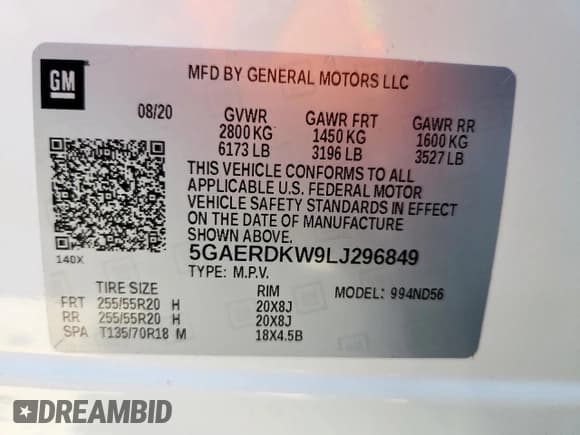 GM
MFD BY GENERAL MOTORS LLC
08/20 GVWR GAWR FRT GAWR RR
2800 KG 1450 KG 1600 KG
6173 LB 3196 LB 3527 LB
THIS VEHICLE CONFORMS TO ALL
APPLICABLE U.S. FEDERAL MOTOR
VEHICLE SAFETY STANDARDS IN EFFECT
ON THE DATE OF MANUFACTURE
SHOWN ABOVE.
140X
5GAERDKW9LJ296849
TYPE: M.P.V.
TIRE SIZE RIM MODEL: 994ND56
FRT 255/55R20 H 20X8J
RR 255/55R20 H 20X8J
SPA T135/70R18 M 18X4.5B
DREAMBID